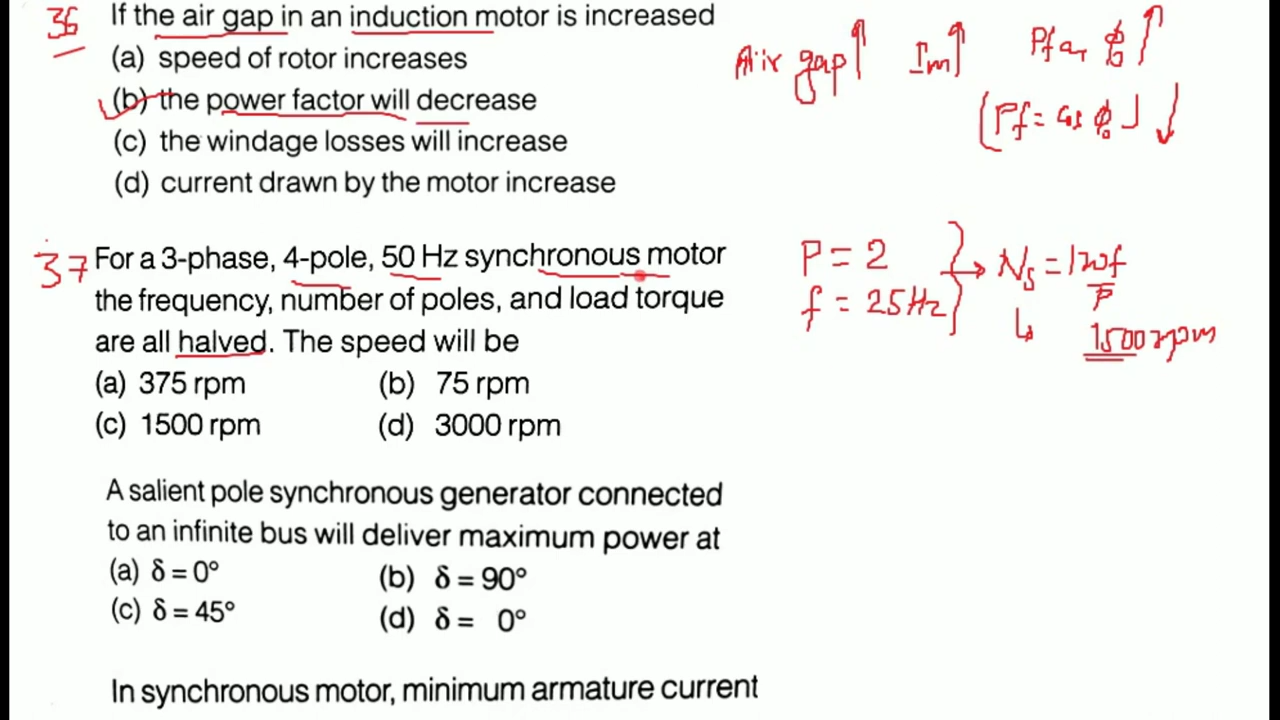 36 If the air gap in an induction motor is increased
(a) speed of rotor increases
(b) the power factor will decrease
(c) the windage losses will increase
(d) current drawn by the motor increase
Air gap↑ Im↑ ↑
(Pf = cos ϕ₀) ↓
37 For a 3-phase, 4-pole, 50 Hz synchronous motor
the frequency, number of poles, and load torque
are all halved. The speed will be
(a) 375 rpm (b) 75 rpm
(c) 1500 rpm (d) 3000 rpm
P = 2
f = 25Hz
Ns = 120f
P
1500 rpm
A salient pole synchronous generator connected
to an infinite bus will deliver maximum power at
(a) δ = 0° (b) δ = 90°
(c) δ = 45° (d) δ = 0°
In synchronous motor, minimum armature current